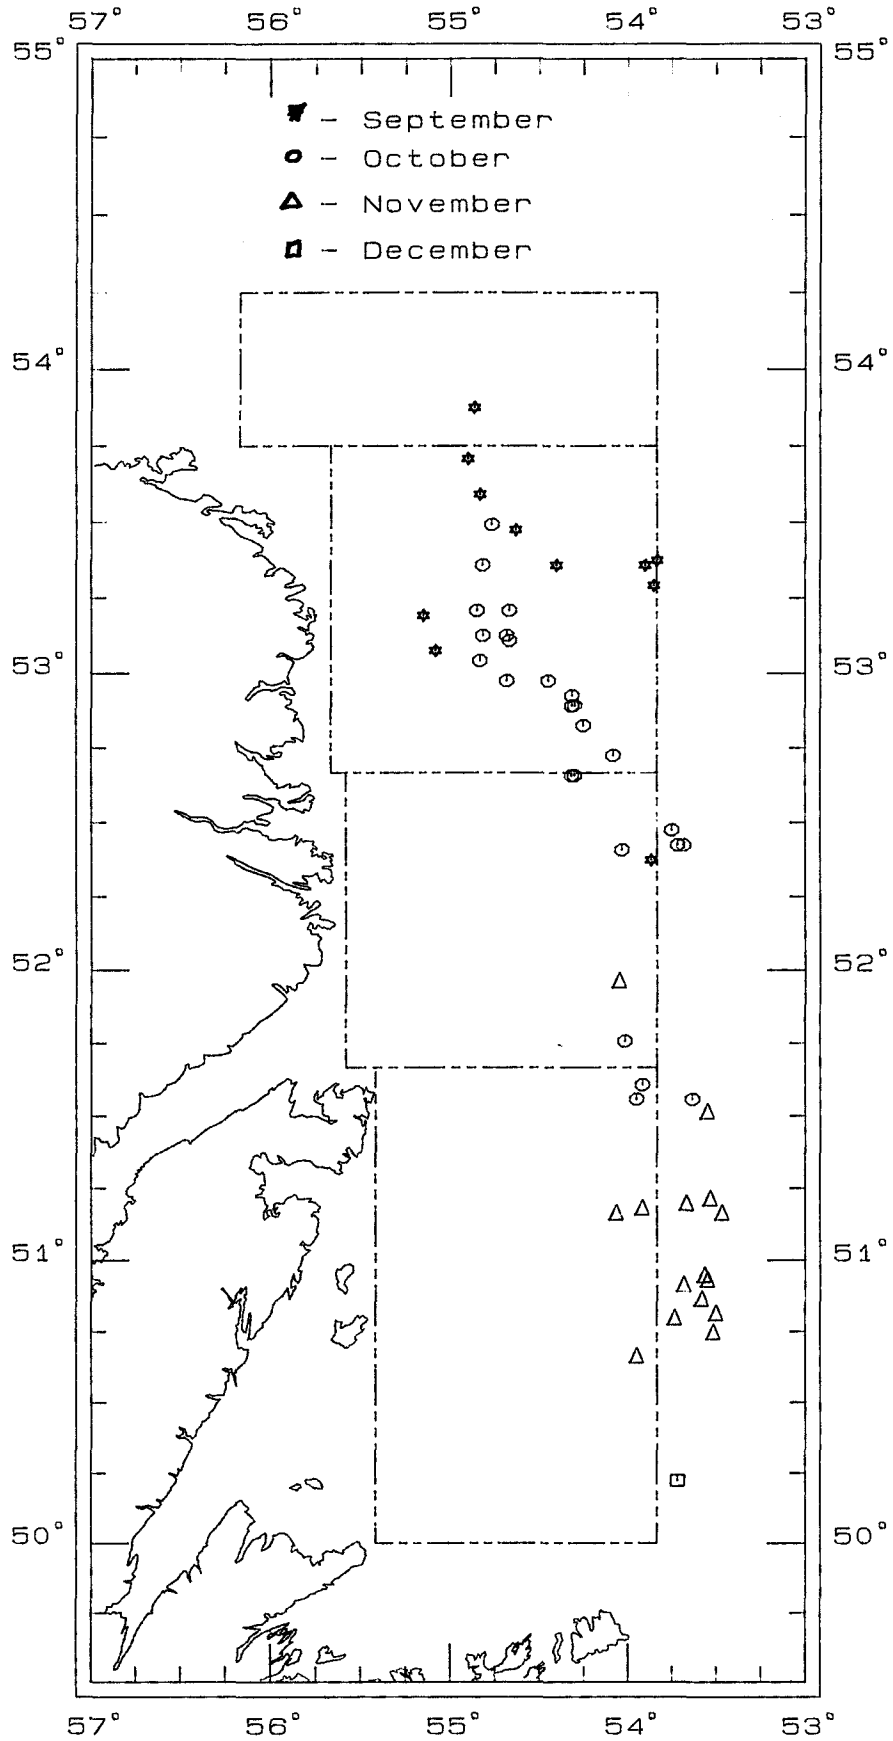 57° 56° 55° 54° 53°
55° 55°
✷ - September
o - October
△ - November
□ - December
54° 54°
53° 53°
52° 52°
51° 51°
50° 50°
57° 56° 55° 54° 53°